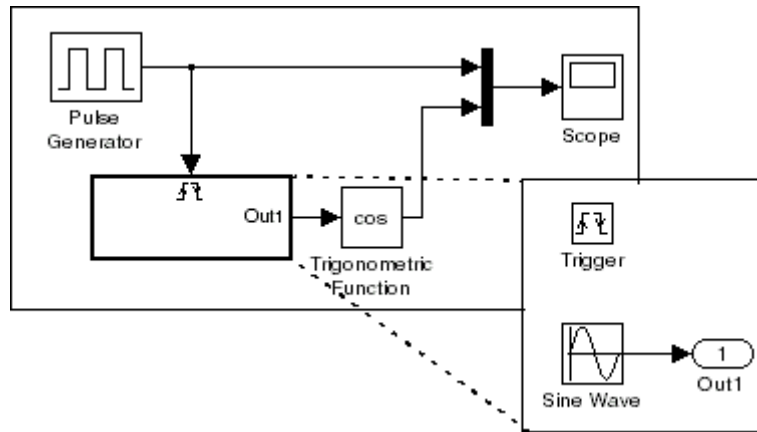 Pulse
Generator
Scope
Out1
cos
Trigonometric
Function
Trigger
Sine Wave
1
Out1